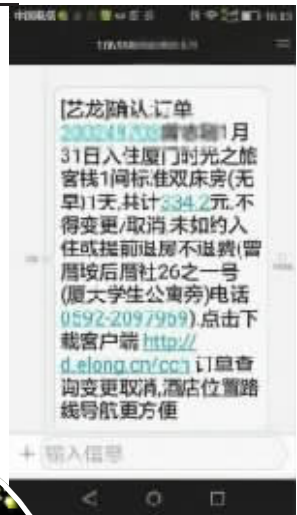 [艺龙]确认:订单
1月
31日入住厦门时光之旅
客栈1间标准双床房(无
早)1天,共计334.2元,不
得变更/取消,未如约入
住或提前退房不退费(曾
厝垵后厝社26之一号
(厦大学生公寓旁)电话
0592-2097969).点击下
载客户端 http://
d.elong.cn/cch 订单查
询变更取消,酒店位置路
线导航更方便
输入信息